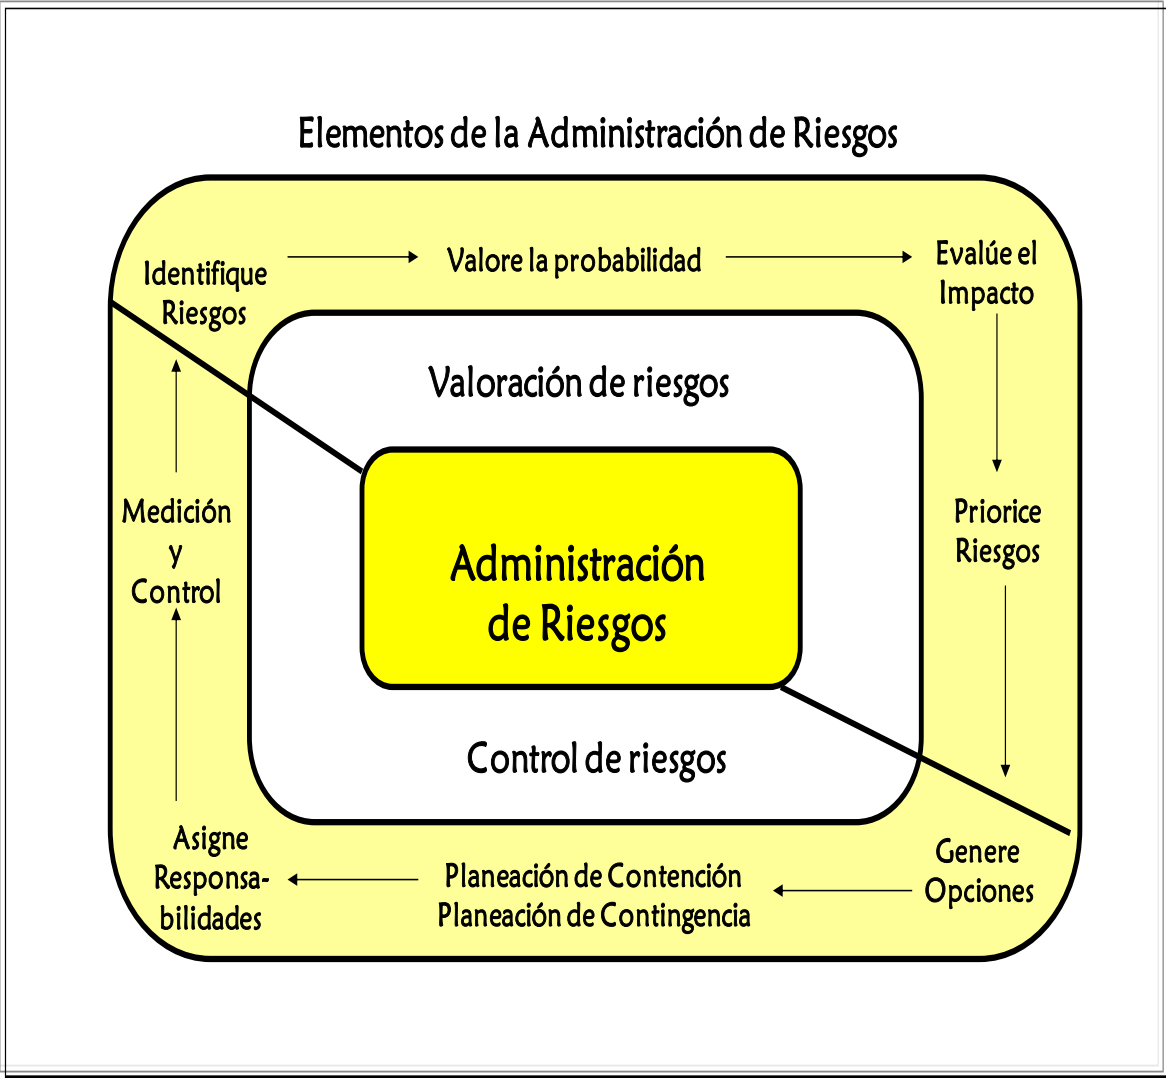 Elementos de la Administración de Riesgos
Identifique
Riesgos
Valore la probabilidad
Evalúe el
Impacto
Valoración de riesgos
Medición
y
Control
Administración
de Riesgos
Priorice
Riesgos
Control de riesgos
Asigne
Responsa-
bilidades
Planeación de Contención
Planeación de Contingencia
Genere
Opciones